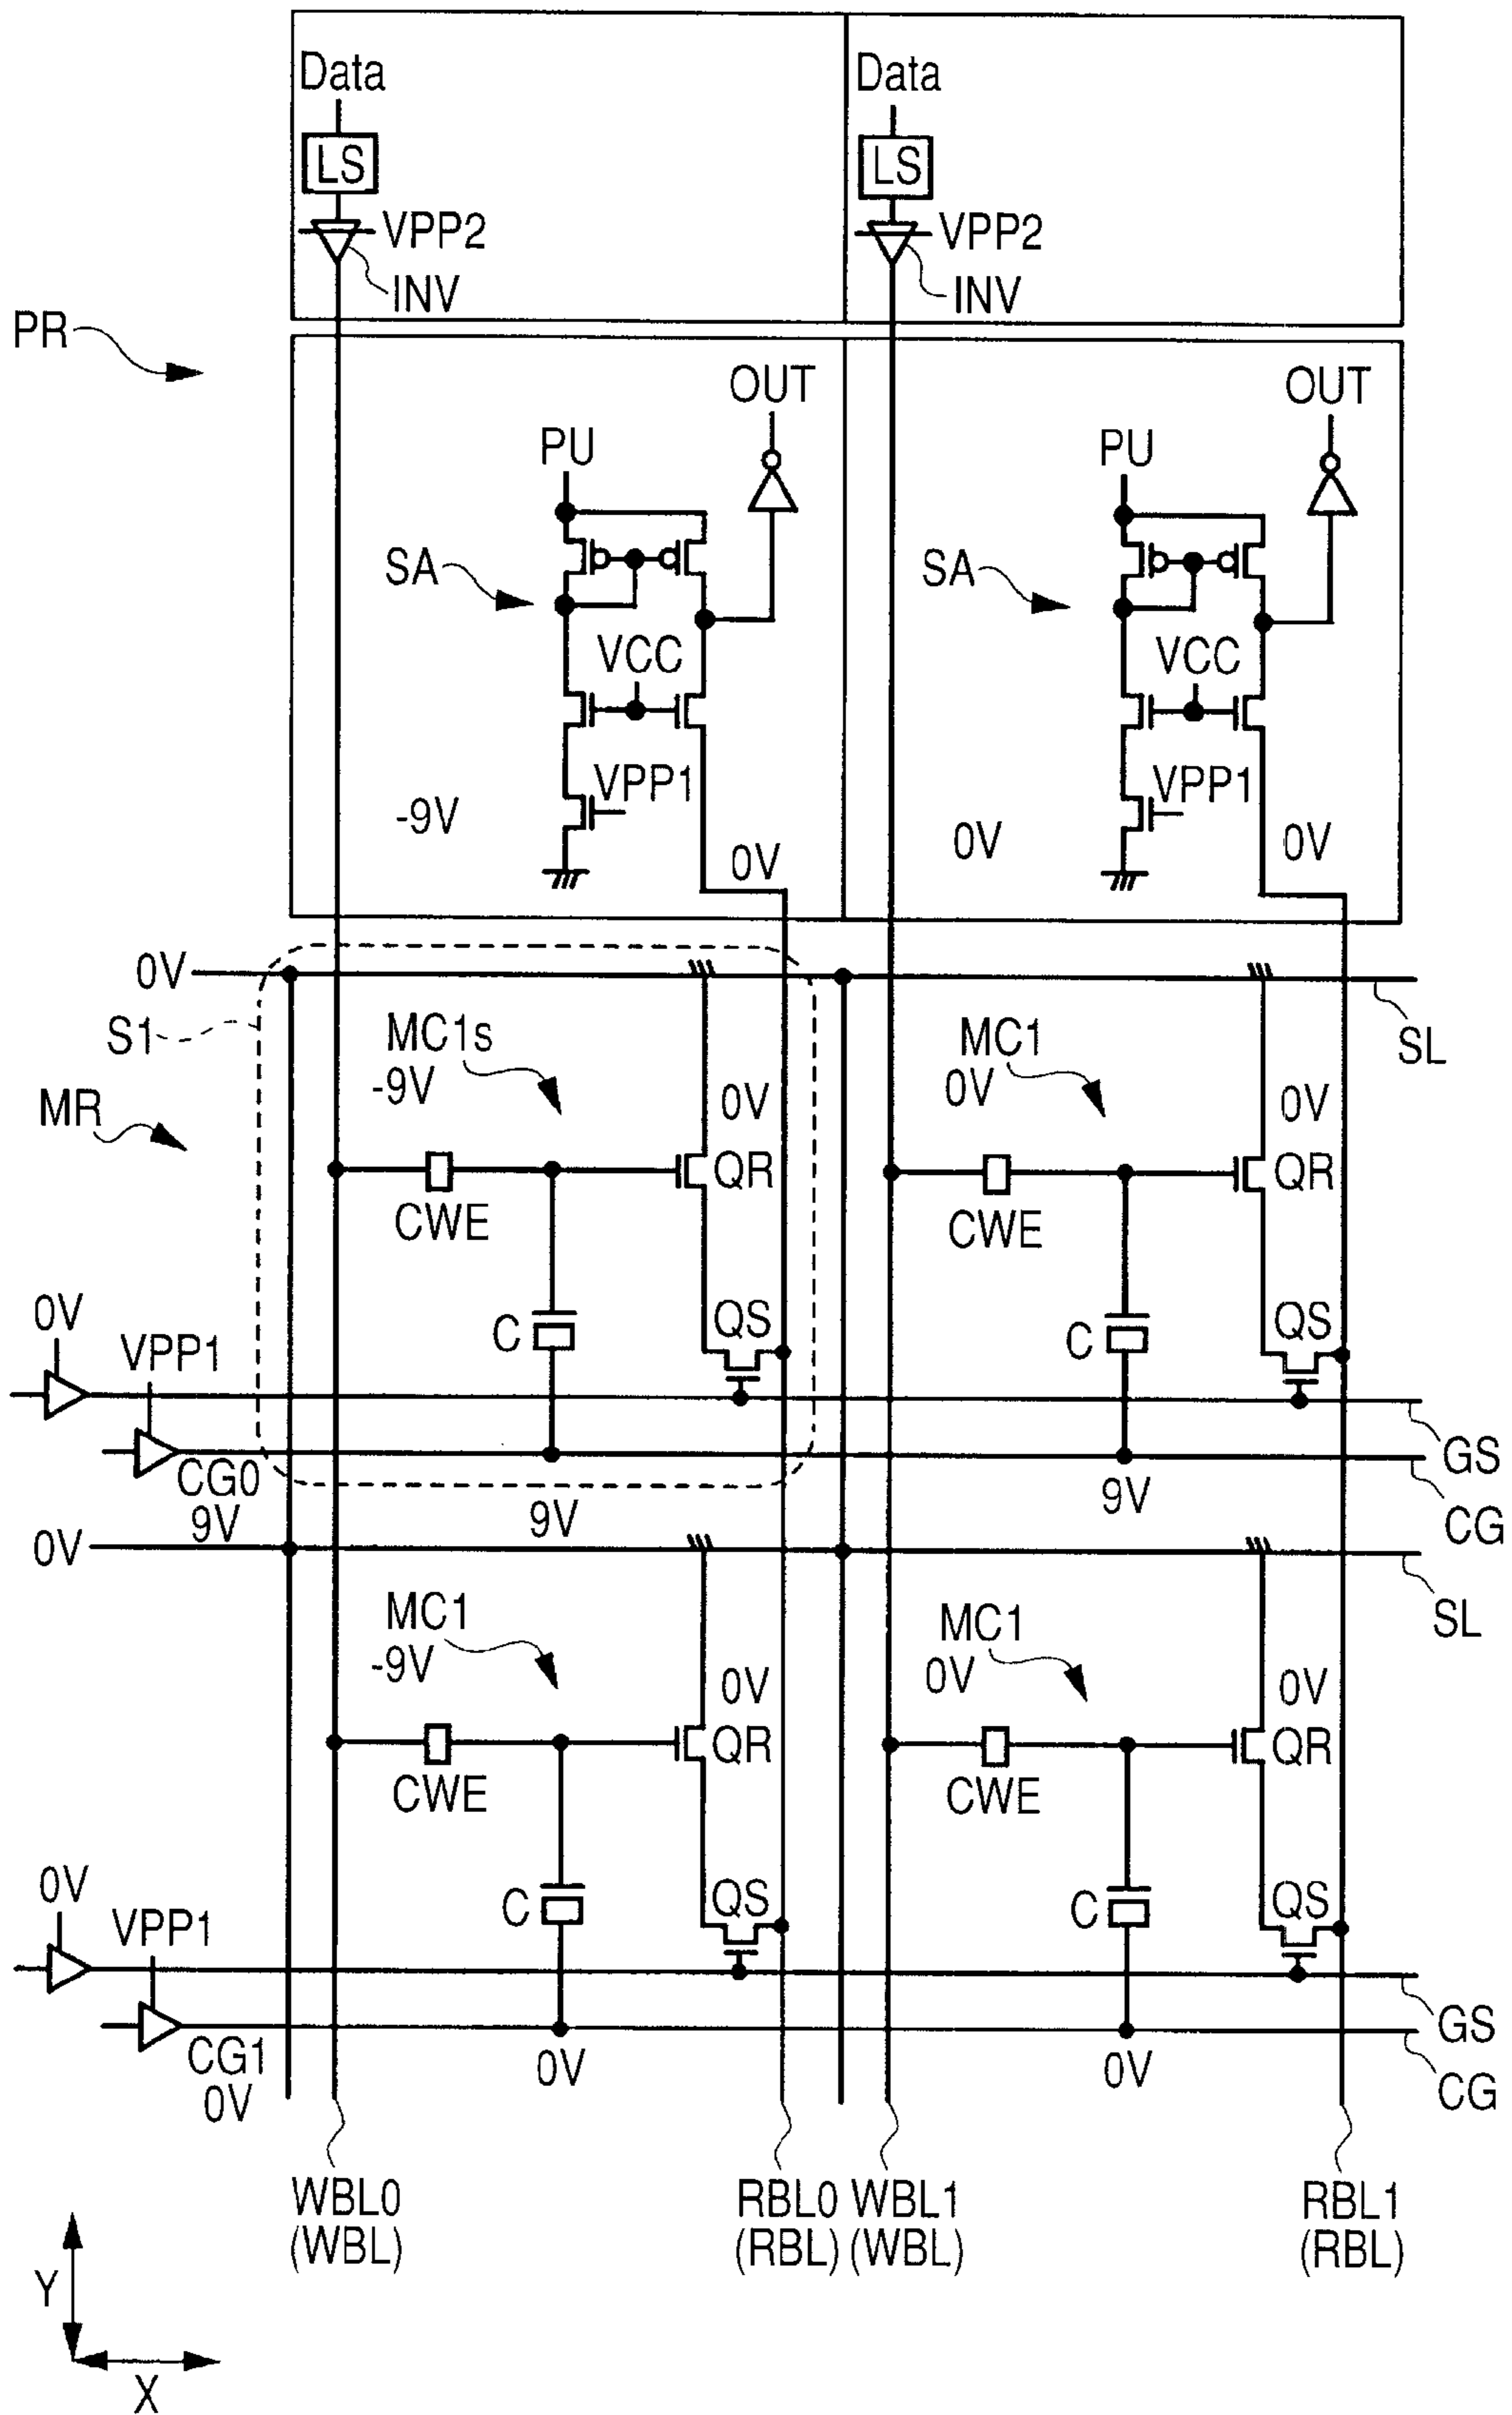 Data
Data
LS
LS
VPP2
VPP2
INV
INV
PR
OUT
OUT
PU
PU
SA
SA
VCC
VCC
VPP1
VPP1
-9V
0V
0V
0V
0V
S1
MC1s
-9V
MC1
0V
SL
MR
0V
0V
QR
QR
CWE
CWE
0V
VPP1
C
QS
C
QS
GS
CG0
9V
9V
9V
CG
0V
MC1
-9V
MC1
0V
SL
0V
0V
QR
QR
CWE
CWE
0V
VPP1
C
QS
C
QS
GS
CG1
0V
0V
0V
CG
WBL0
(WBL)
RBL0
(RBL)
WBL1
(WBL)
RBL1
(RBL)
Y
X